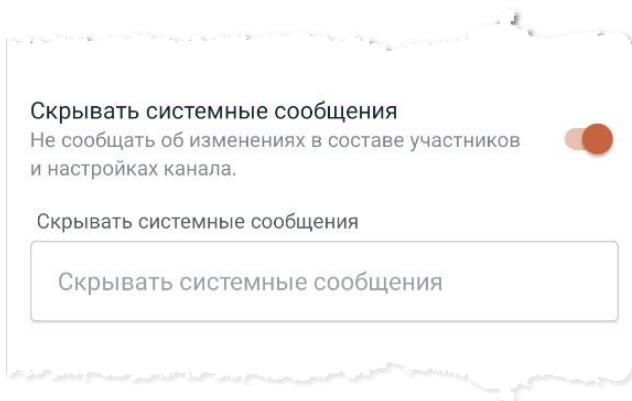 Скрывать системные сообщения
Не сообщать об изменениях в составе участников
и настройках канала.
Скрывать системные сообщения
Скрывать системные сообщения